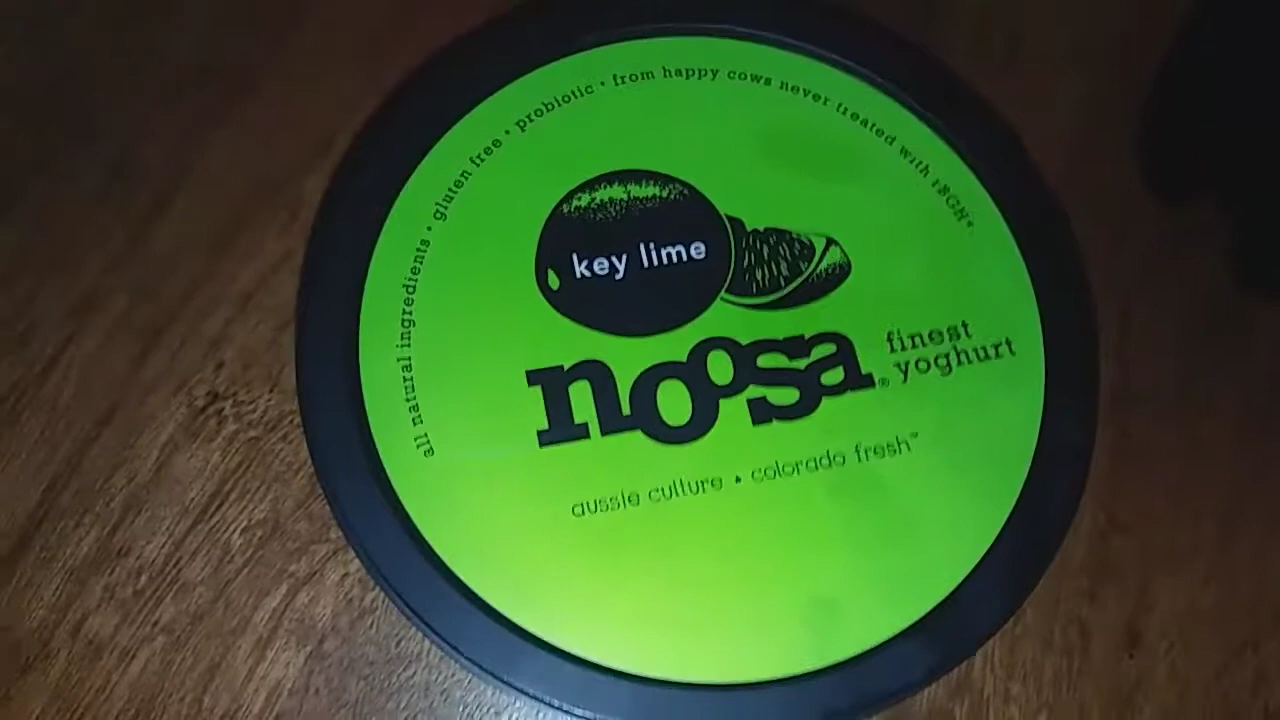 all natural ingredients • gluten free • probiotic • from happy cows never treated with rBGH*
key lime
noosa®
finest
yoghurt
aussie culture • colorado fresh™